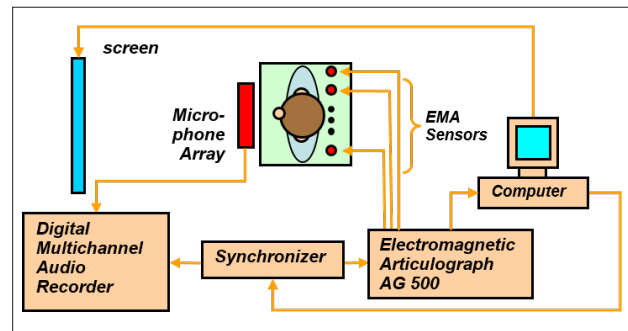 screen
Micro-
phone
Array
EMA
Sensors
Computer
Digital
Multichannel
Audio
Recorder
Synchronizer
Electromagnetic
Articulograph
AG 500